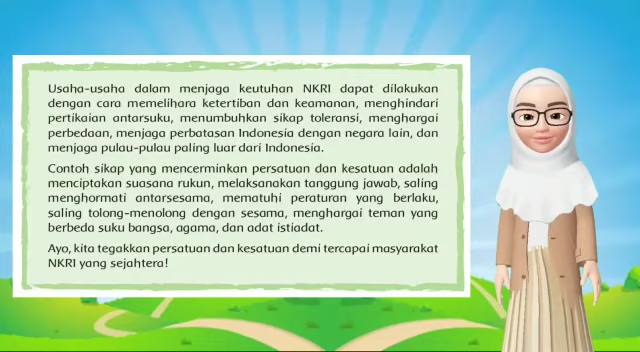 Usaha-usaha dalam menjaga keutuhan NKRI dapat dilakukan
dengan cara memelihara ketertiban dan keamanan, menghindari
pertikaian antarsuku, menumbuhkan sikap toleransi, menghargai
perbedaan, menjaga perbatasan Indonesia dengan negara lain, dan
menjaga pulau-pulau paling luar dari Indonesia.
Contoh sikap yang mencerminkan persatuan dan kesatuan adalah
menciptakan suasana rukun, melaksanakan tanggung jawab, saling
menghormati antarsesama, mematuhi peraturan yang berlaku,
saling tolong-menolong dengan sesama, menghargai teman yang
berbeda suku bangsa, agama, dan adat istiadat.
Ayo, kita tegakkan persatuan dan kesatuan demi tercapai masyarakat
NKRI yang sejahtera!